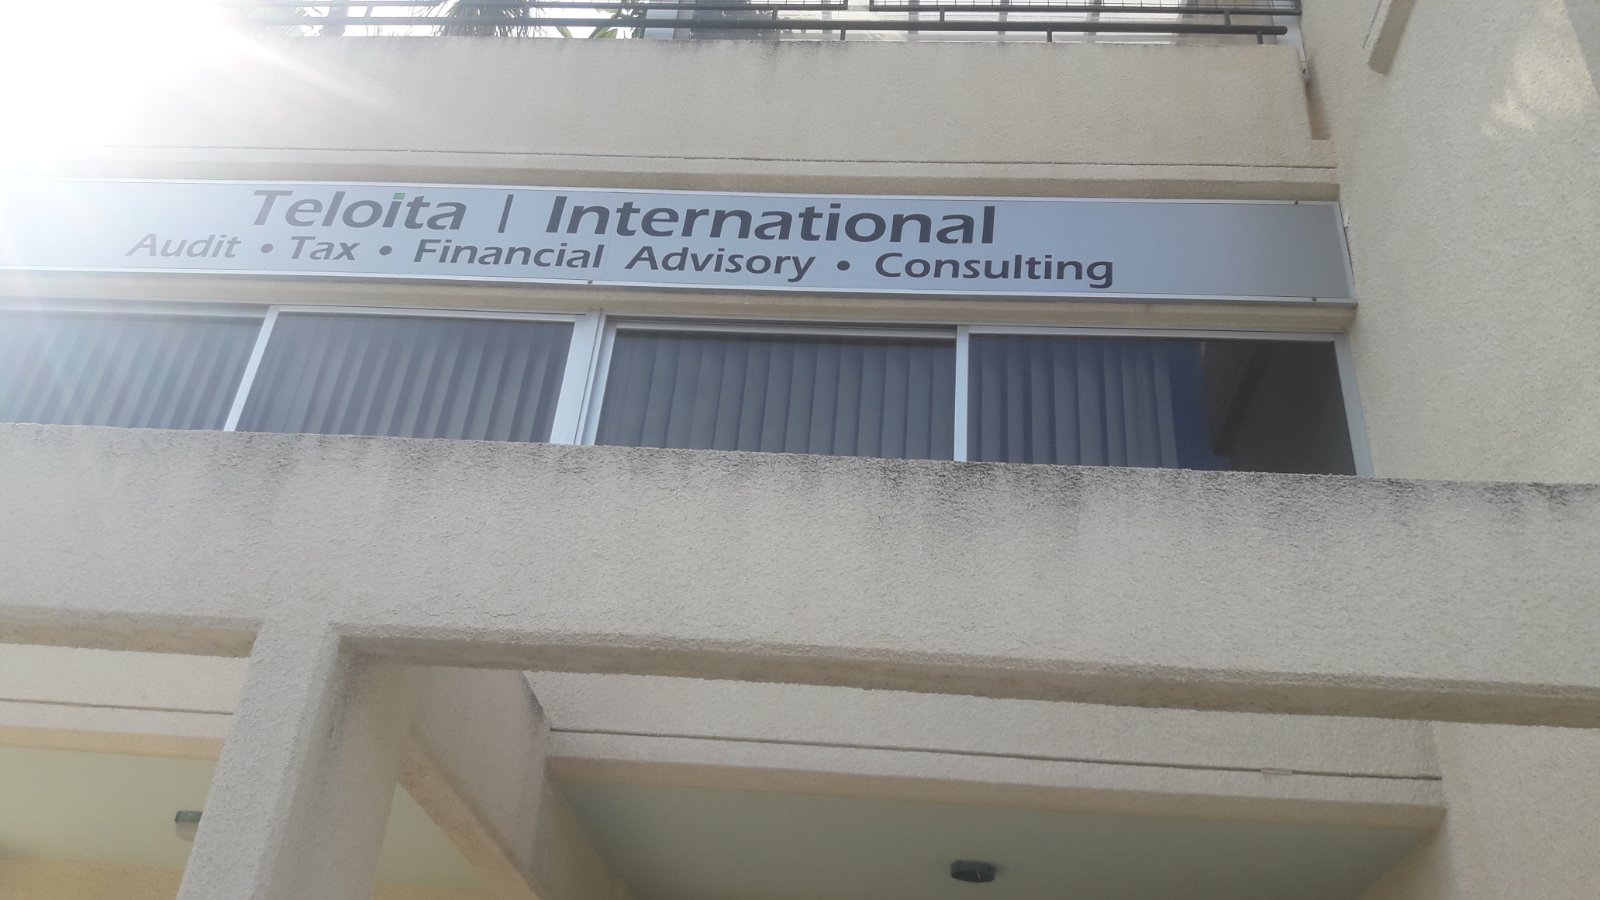 Teloita | International
Audit • Tax • Financial Advisory • Consulting